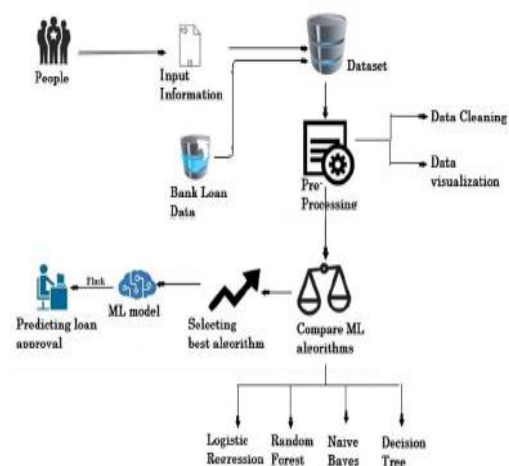 People
Input
Information
Dataset
Bank Loan
Data
Pre-
Processing
Data Cleaning
Data
visualization
Compare ML
algorithms
Selecting
best algorithm
ML model
Flask
Predicting loan
approval
Logistic
Regression
Random
Forest
Naive
Bayes
Decision
Tree